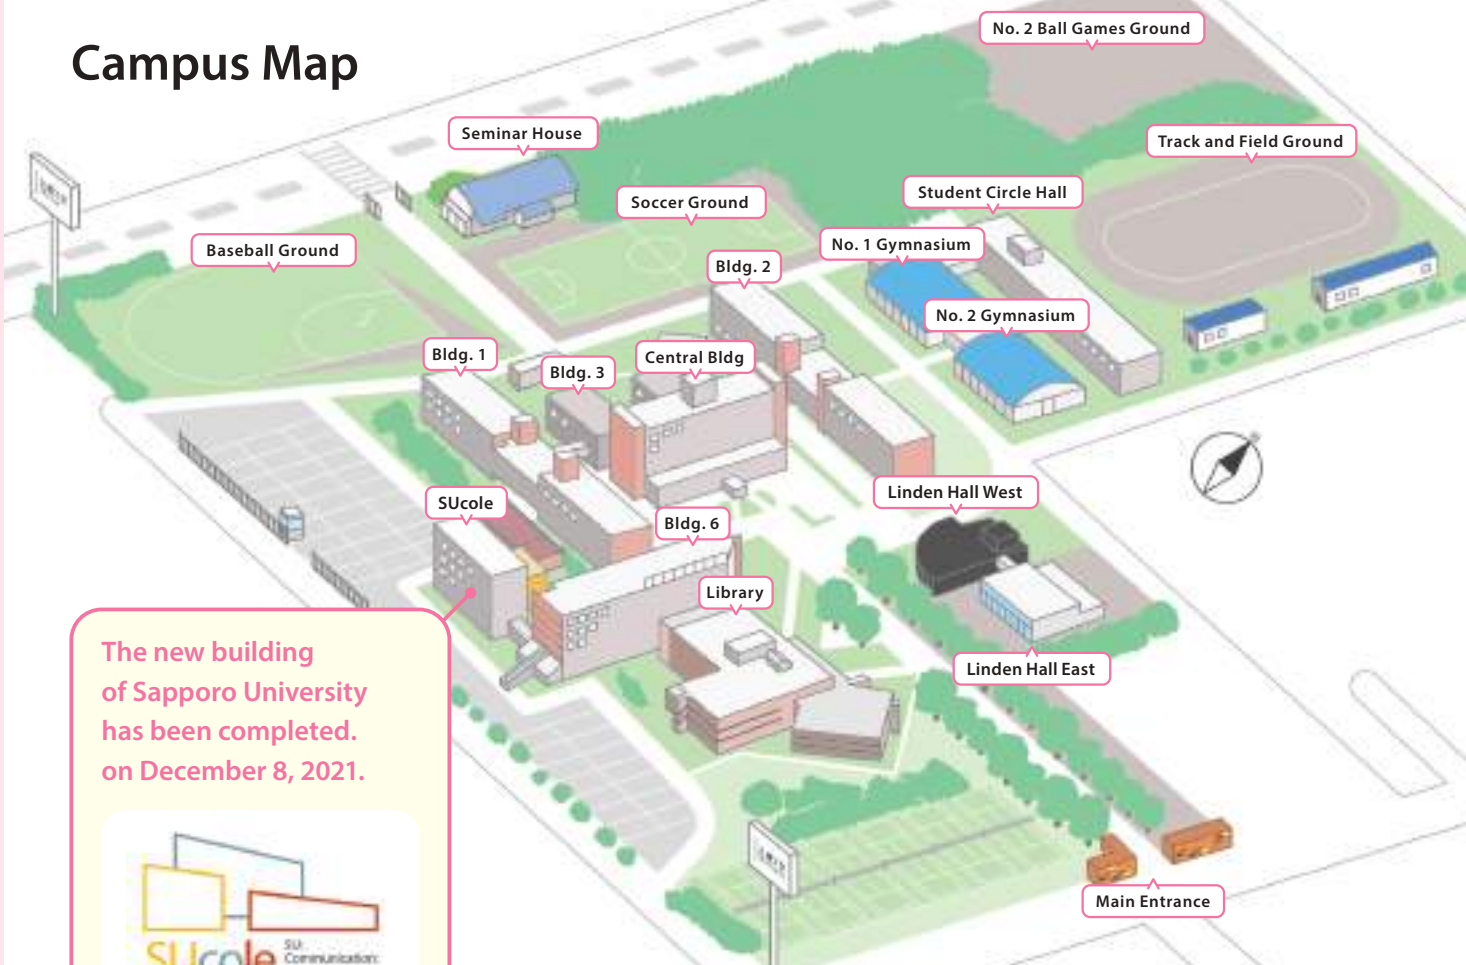 Campus Map
No. 2 Ball Games Ground
Seminar House
Track and Field Ground
Student Circle Hall
Soccer Ground
Baseball Ground
No. 1 Gymnasium
Bldg. 2
No. 2 Gymnasium
Bldg. 1
Bldg. 3
Central Bldg
Linden Hall West
SUcole
Bldg. 6
Library
Linden Hall East
Main Entrance
The new building
of Sapporo University
has been completed.
on December 8, 2021.
SUcole
SU:
Communication: